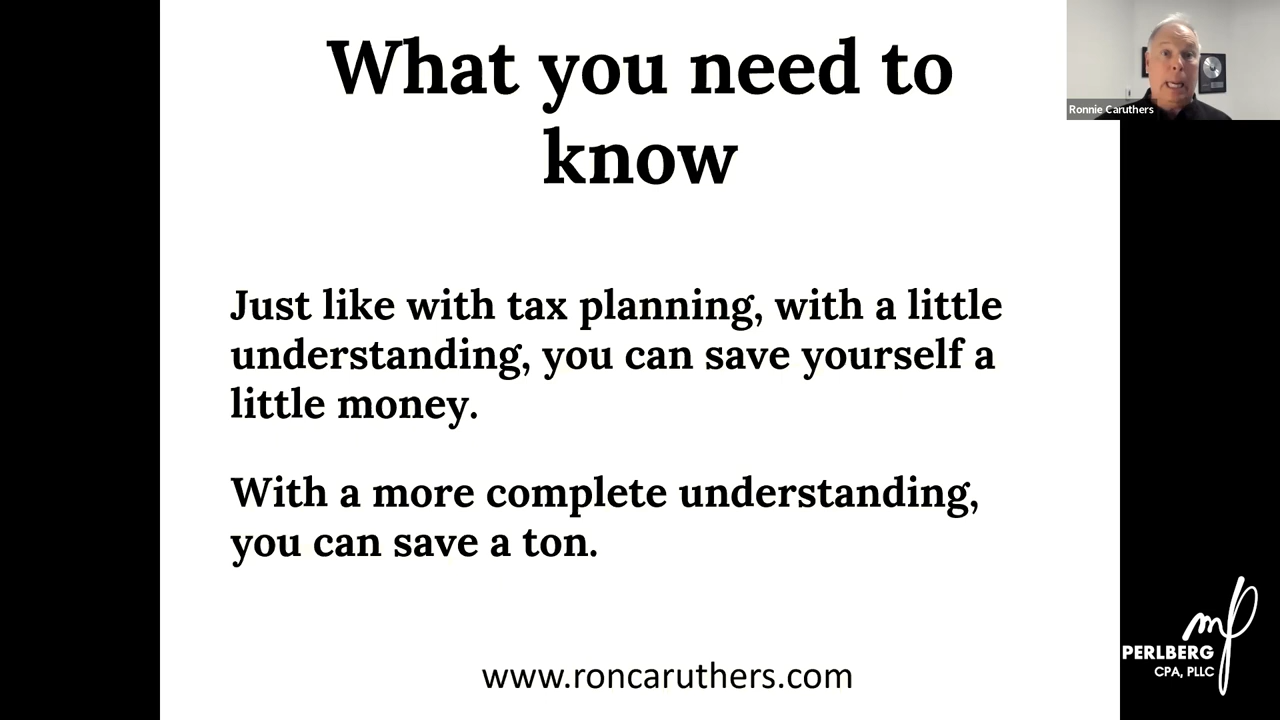 What you need to
know
Ronnie Caruthers
Just like with tax planning, with a little
understanding, you can save yourself a
little money.
With a more complete understanding,
you can save a ton.
www.roncaruthers.com
mp
PERLBERG
CPA, PLLC